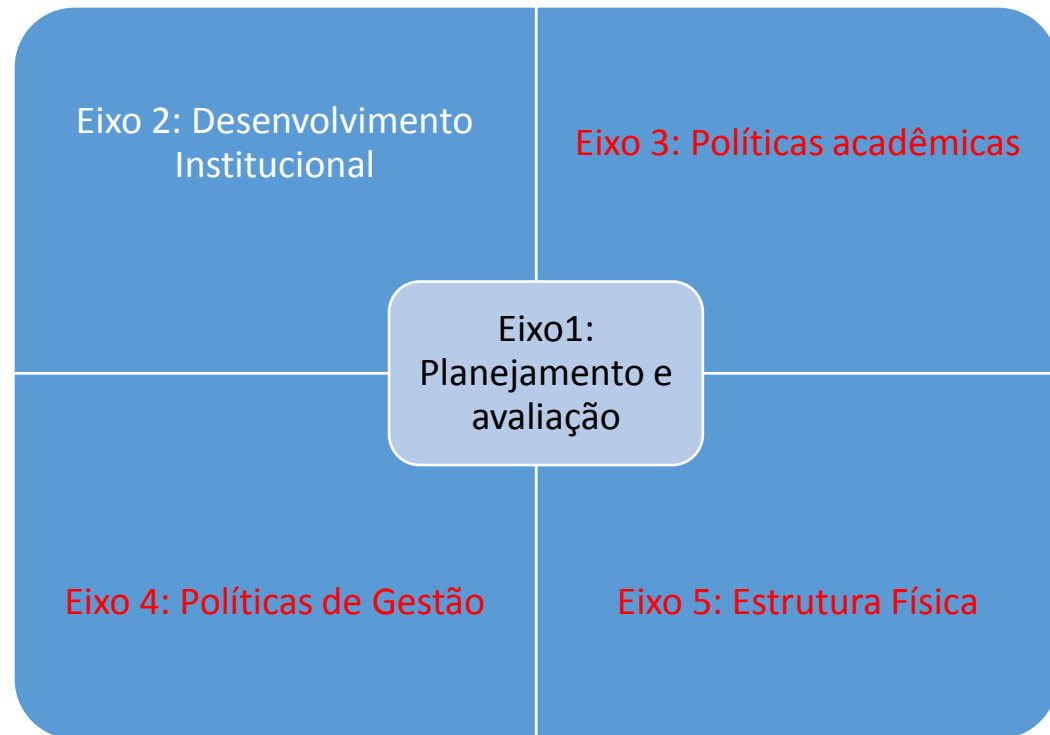 Eixo 2: Desenvolvimento
Institucional
Eixo 3: Políticas acadêmicas
Eixo1:
Planejamento e
avaliação
Eixo 4: Políticas de Gestão
Eixo 5: Estrutura Física